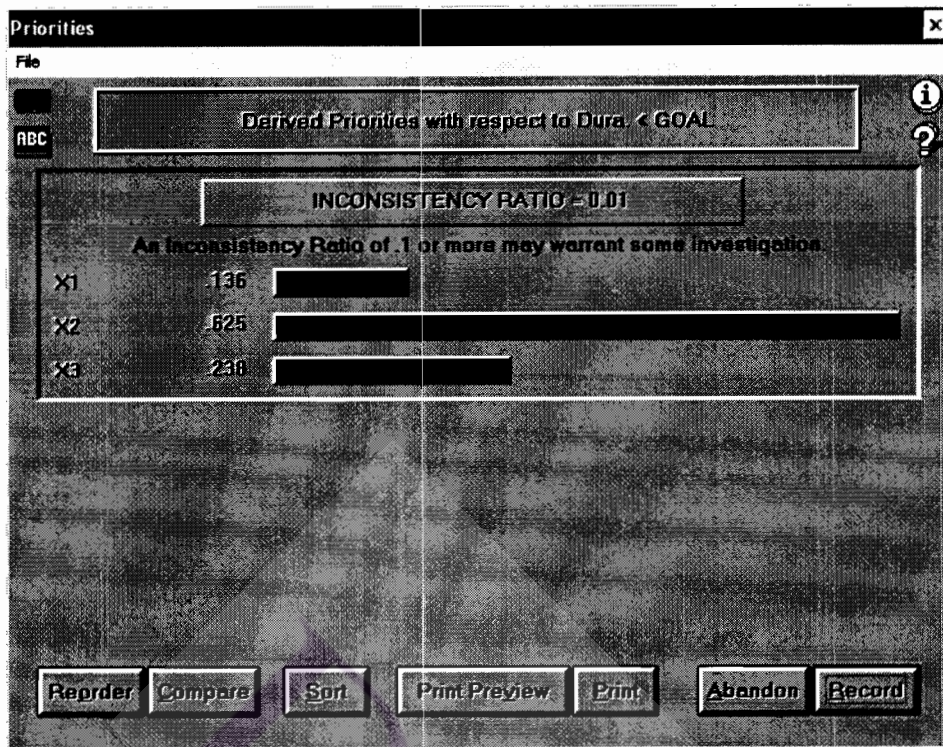 Priorities
File
ABC
Derived Priorities with respect to Dura. < GOAL
i
?
INCONSISTENCY RATIO = 0.01
An Inconsistency Ratio of .1 or more may warrant some investigation.
X1 .136
X2 .625
X3 .238
Reorder Compare Sort Print Preview Print Abandon Record